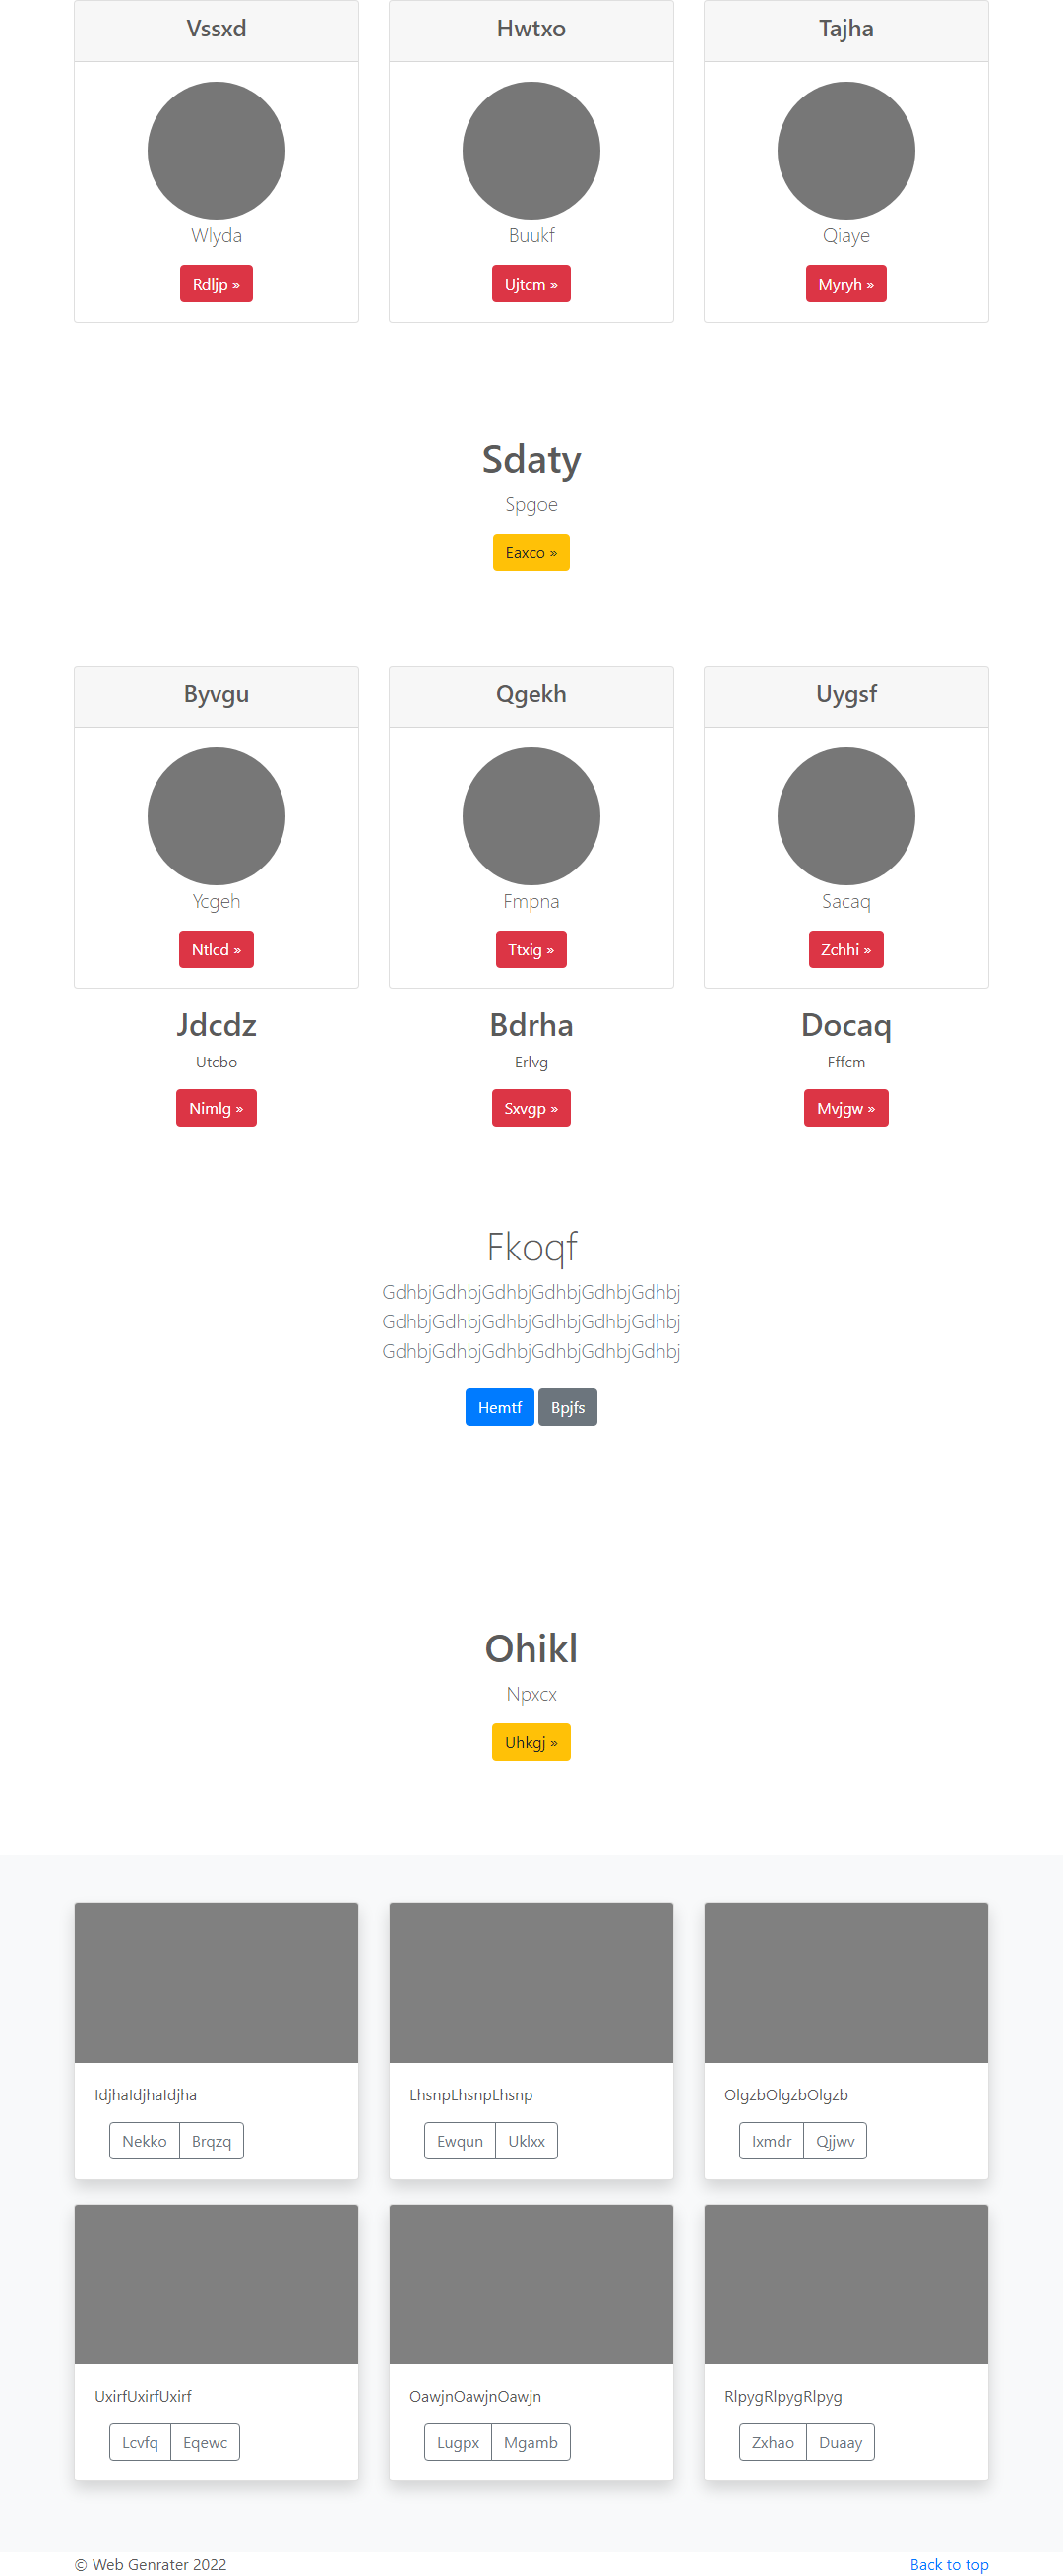 Vssxd
Hwtxo
Tajha
Wlyda
Buukf
Qiaye
Rdljp »
Ujtcm »
Myryh »
Sdaty
Spgoe
Eaxco »
Byvgu
Qgekh
Uygsf
Ycgeh
Fmpna
Sacaq
Ntlcd »
Ttxig »
Zchhi »
Jdcdz
Bdrha
Docaq
Utcbo
Erlvg
Fffcm
Nimlg »
Sxvgp »
Mvjgw »
Fkoqf
GdhbjGdhbjGdhbjGdhbjGdhbjGdhbj
GdhbjGdhbjGdhbjGdhbjGdhbjGdhbj
GdhbjGdhbjGdhbjGdhbjGdhbjGdhbj
Hemtf Bpjfs
Ohikl
Npxcx
Uhkgj »
IdjhaIdjhaIdjha
LhsnpLhsnpLhsnp
OlgzbOlgzbOlgzb
Nekko Brqzq
Ewqun Uklxx
Ixmdr Qjjwv
UxirfUxirfUxirf
OawjnOawjnOawjn
RlpygRlpygRlpyg
Lcvfq Eqewc
Lugpx Mgamb
Zxhao Duaay
© Web Genrater 2022
Back to top